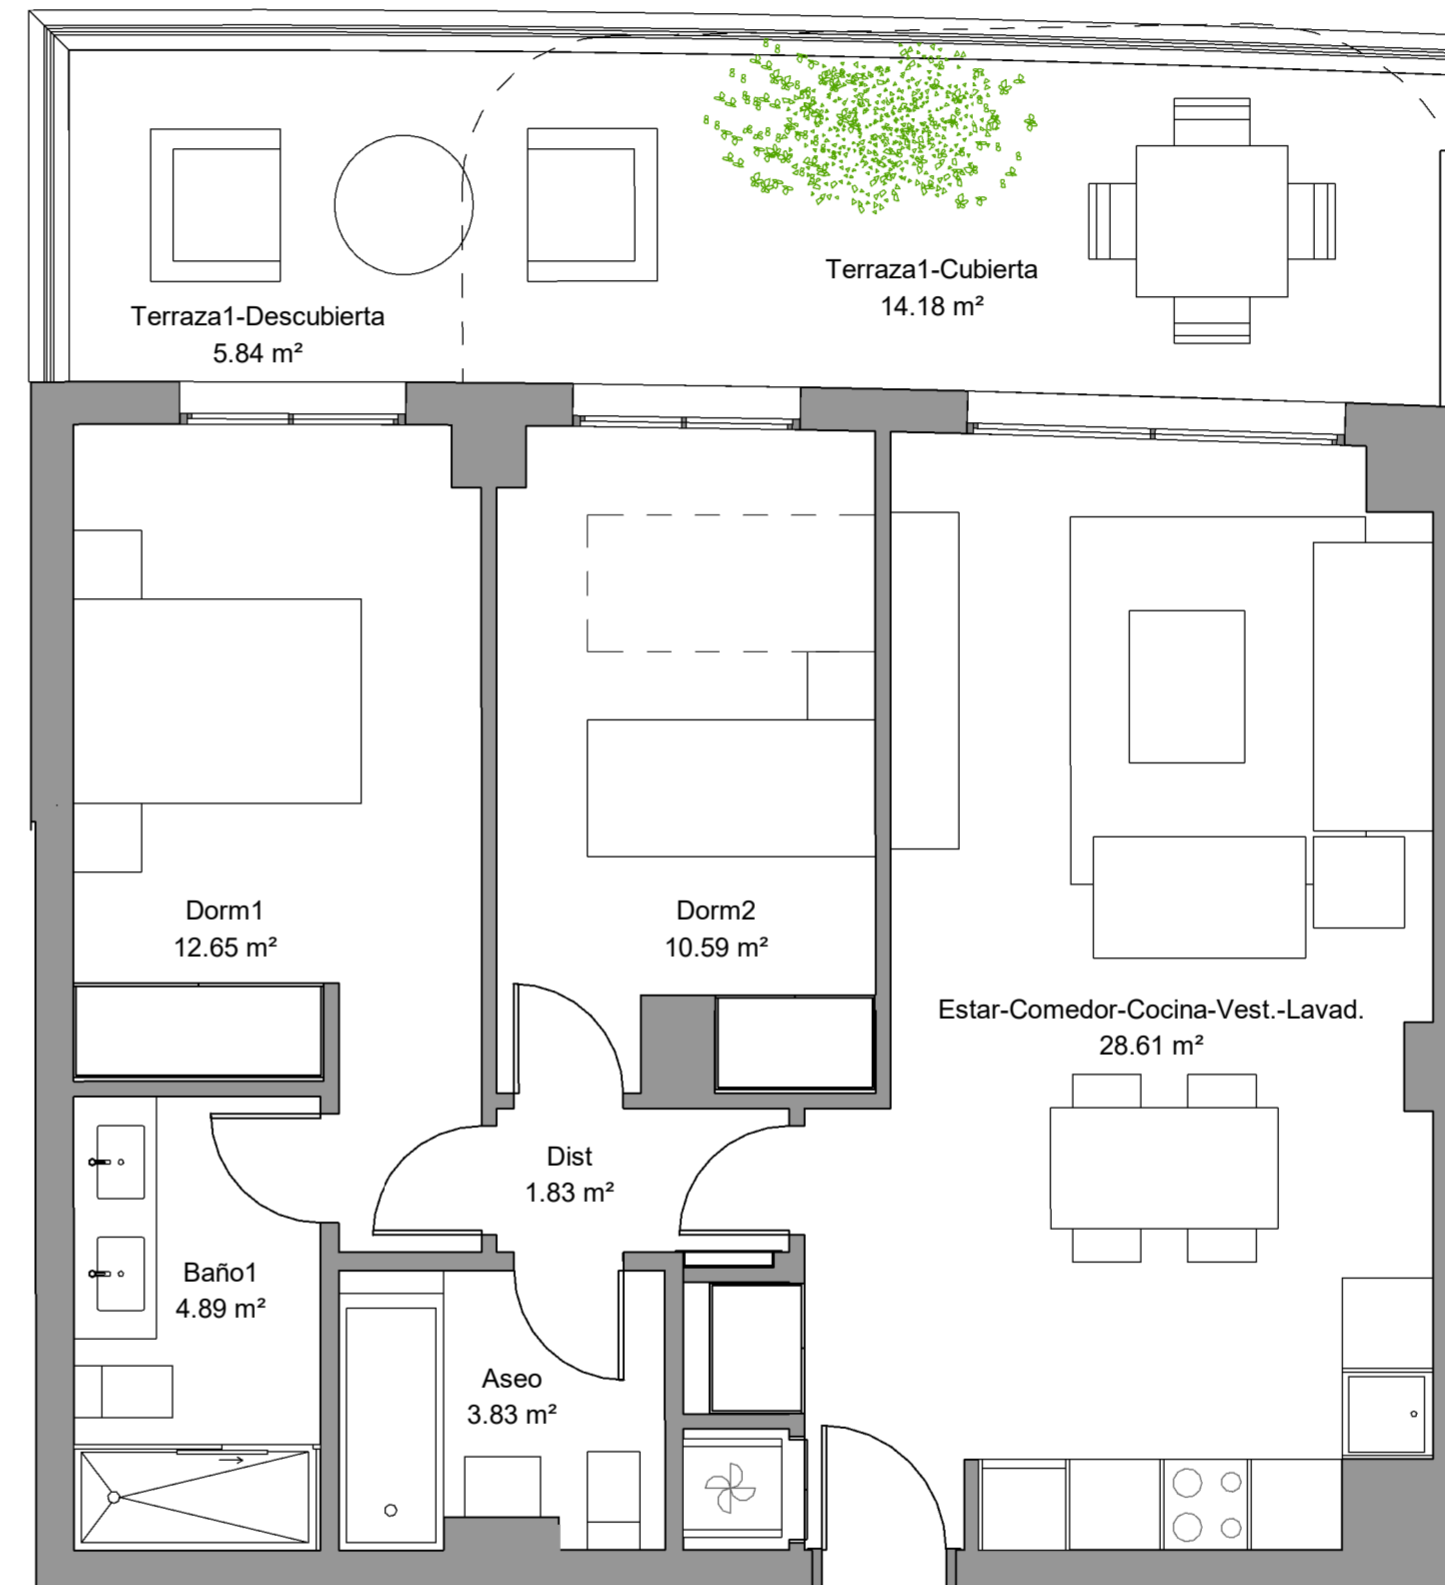 Terraza1-Cubierta
14.18 m²
Terraza1-Descubierta
5.84 m²
Dorm1
12.65 m²
Dorm2
10.59 m²
Estar-Comedor-Cocina-Vest.-Lavad.
28.61 m²
Dist
1.83 m²
Baño1
4.89 m²
Aseo
3.83 m²